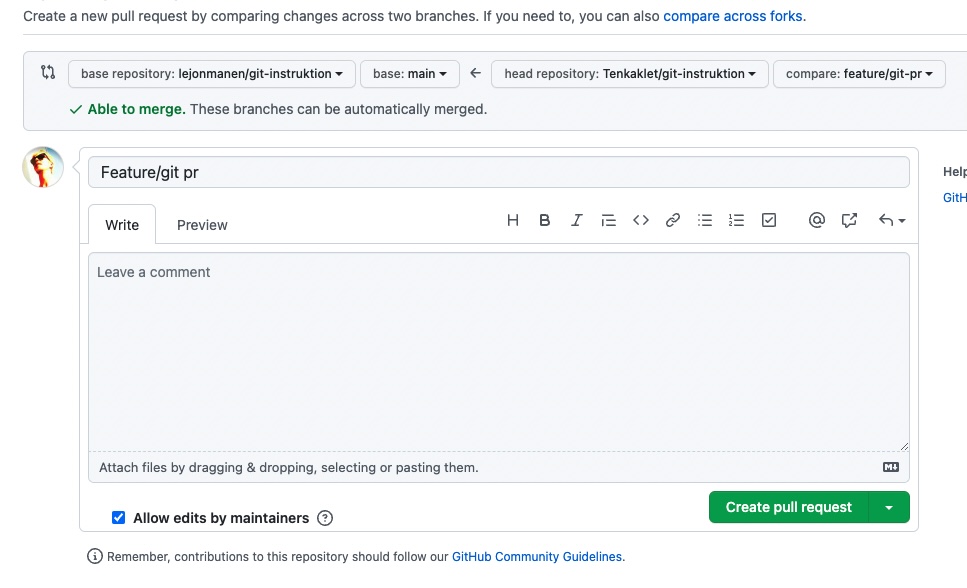 Create a new pull request by comparing changes across two branches. If you need to, you can also compare across forks.
base repository: lejonmanen/git-instruktion base: main ← head repository: Tenkaklet/git-instruktion compare: feature/git-pr
Able to merge. These branches can be automatically merged.
Feature/git pr
Help
Write Preview H B I @
GitH
Leave a comment
Attach files by dragging & dropping, selecting or pasting them. M↓
Allow edits by maintainers ? Create pull request
Remember, contributions to this repository should follow our GitHub Community Guidelines.